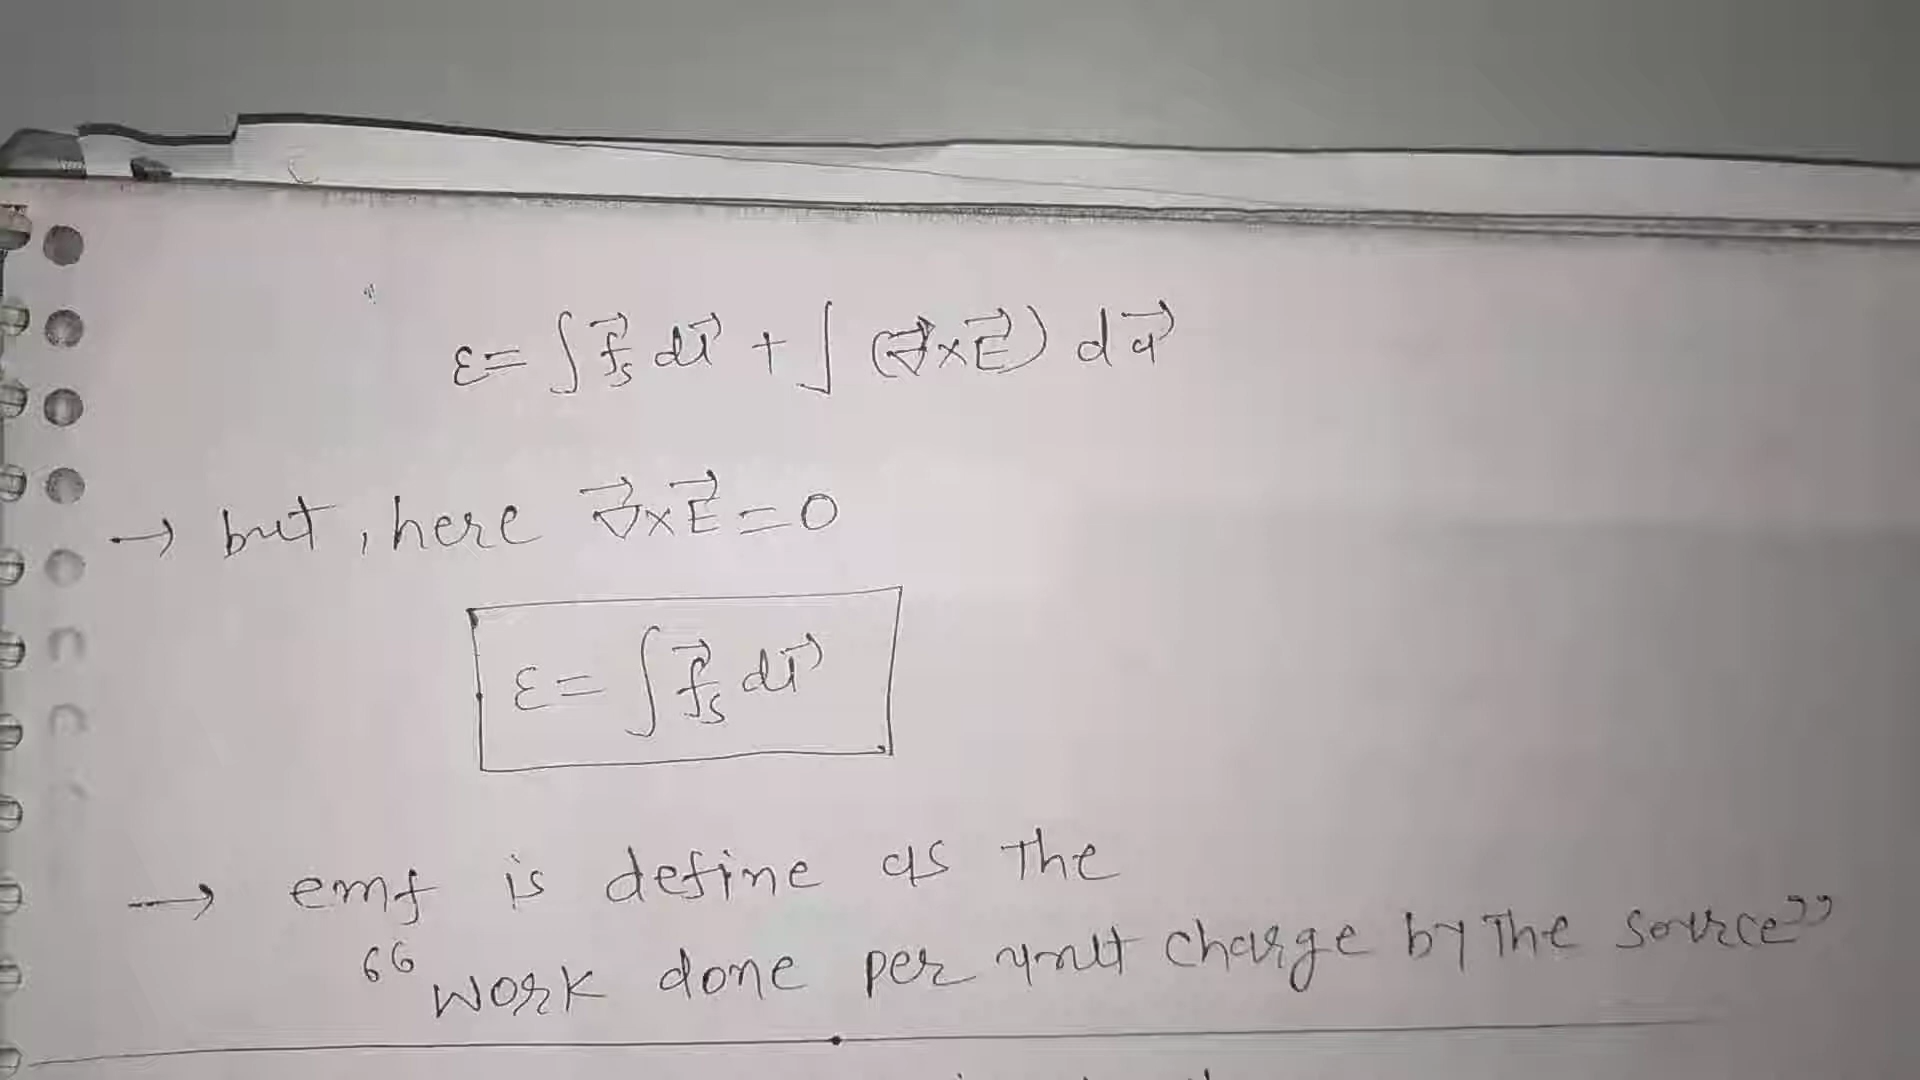 ε = ∫ f⃗s dl⃗ + ∫ (∇⃗×E⃗) da⃗
→ but, here ∇⃗×E⃗ = 0
ε = ∫ f⃗s dl⃗
→ emf is define as the
“ work done per unit charge by the source ”